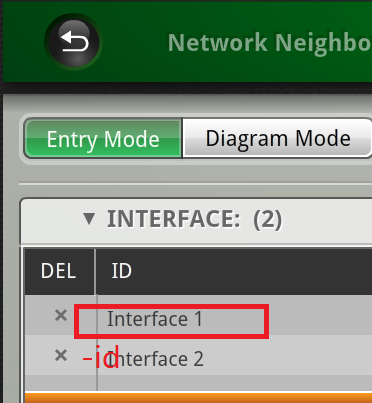 Network Neighbo
Entry Mode Diagram Mode
▼ INTERFACE: (2)
DEL ID
× Interface 1
× Interface 2
-id